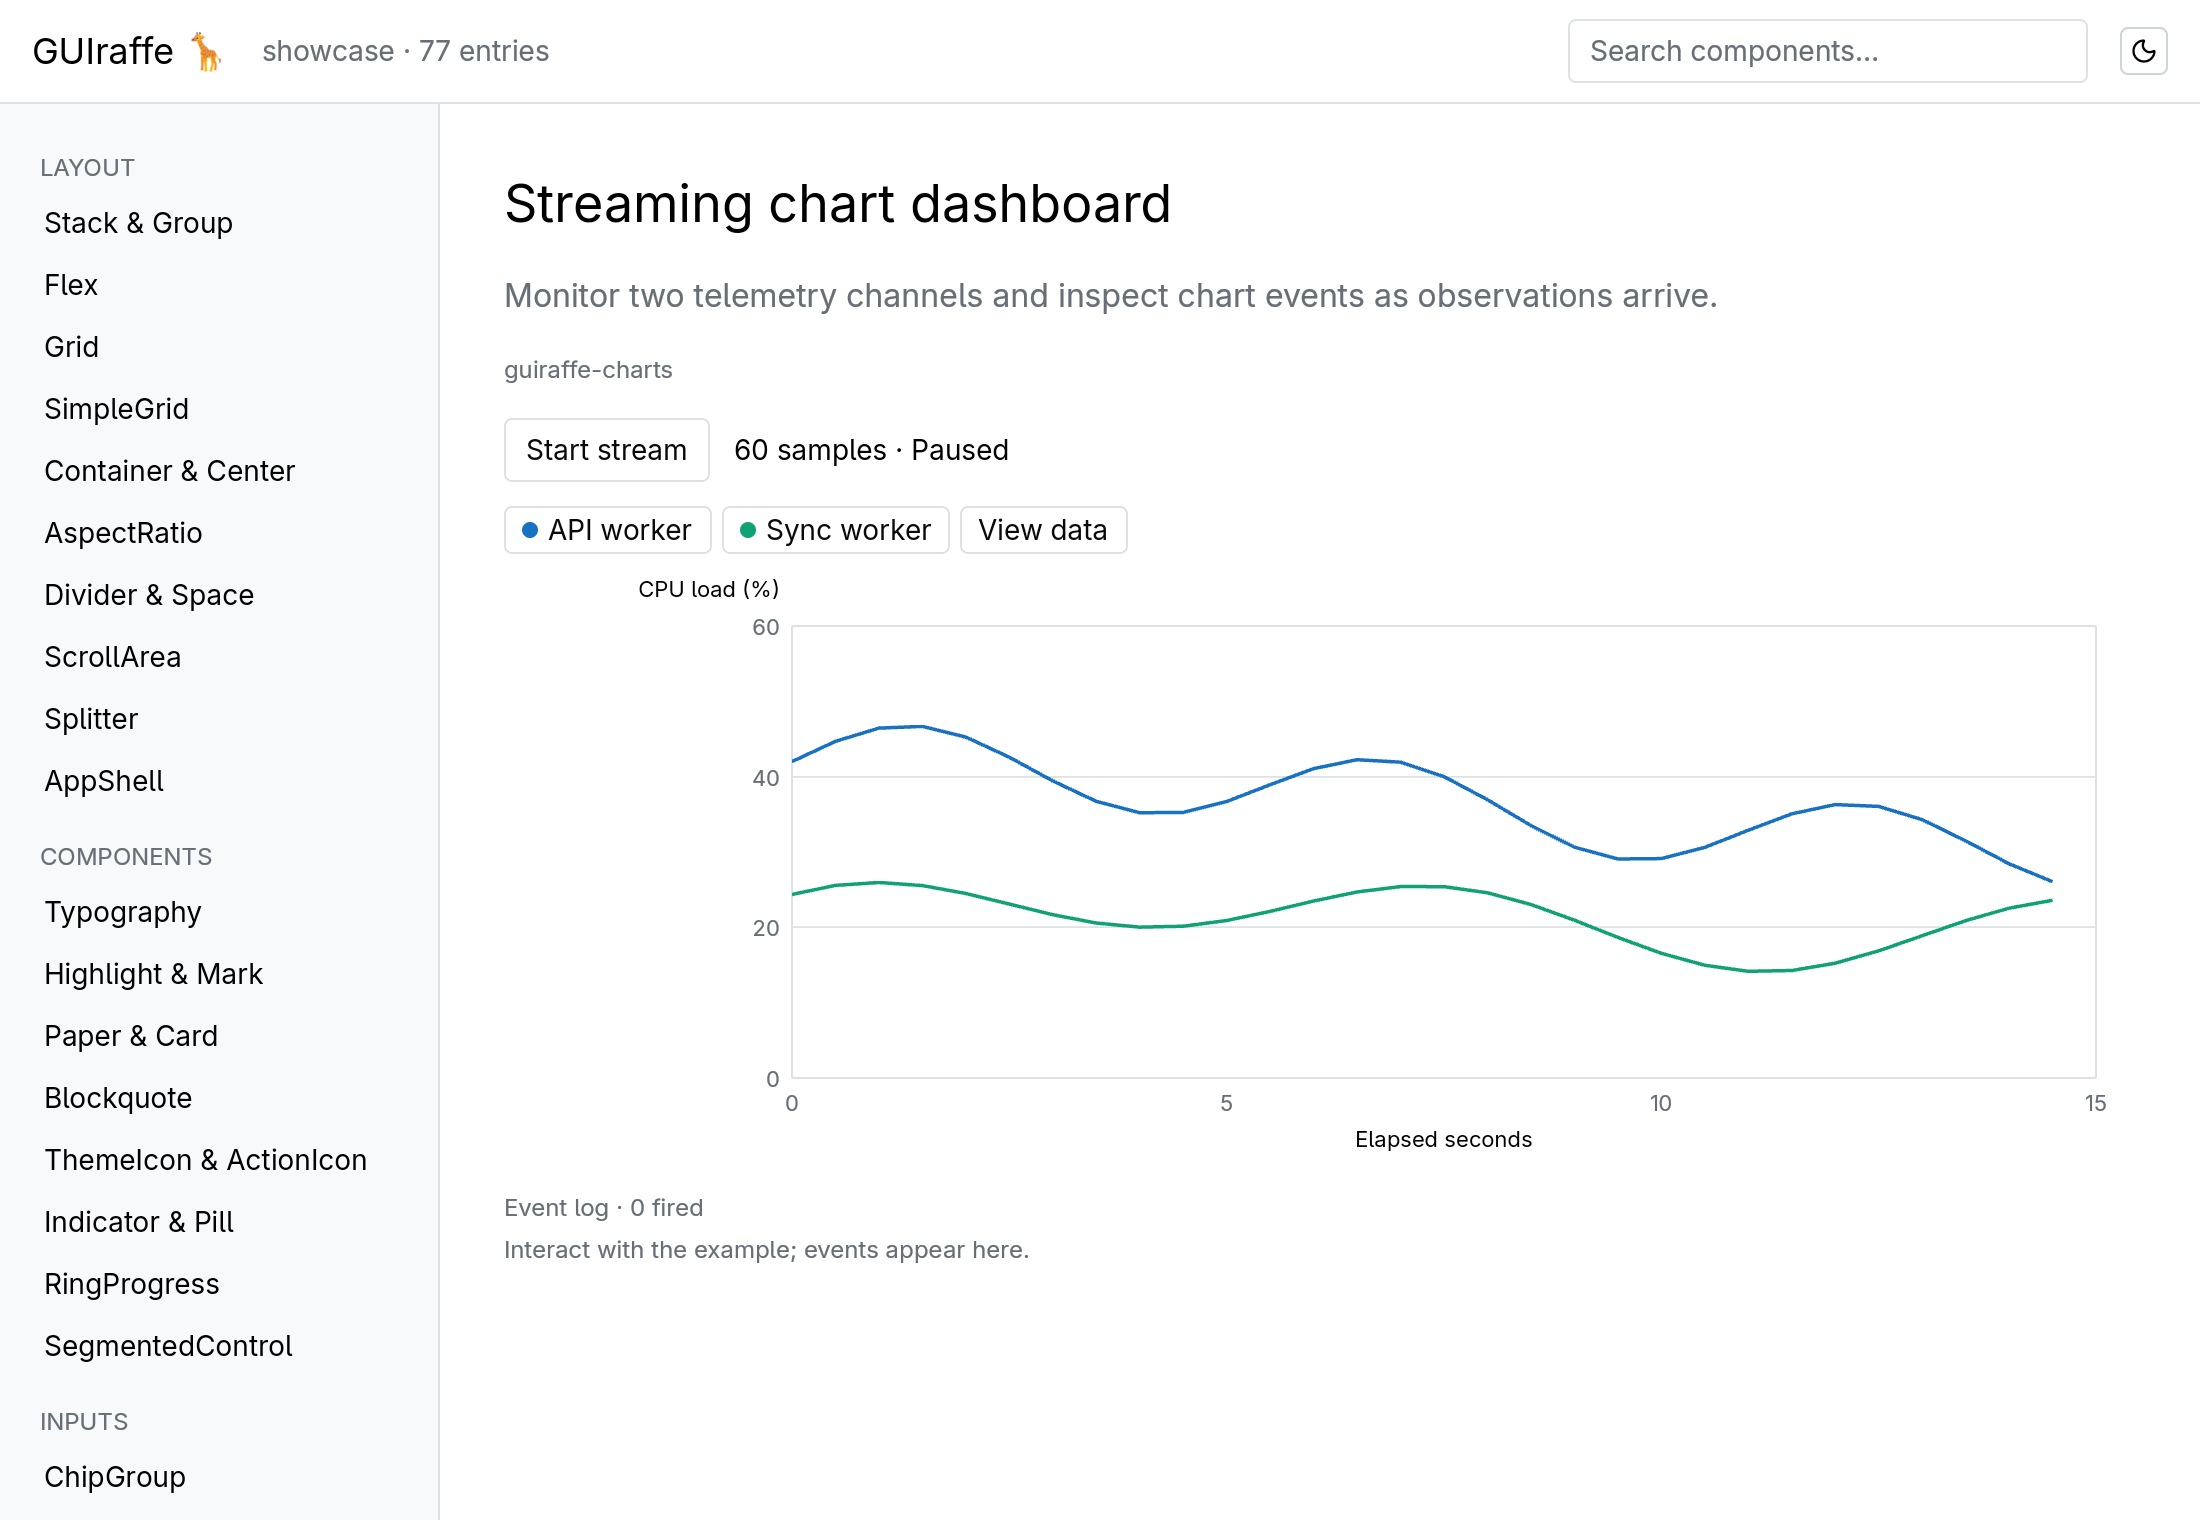 GUIraffe 🦒 showcase · 77 entries
Search components...
LAYOUT
Stack & Group
Flex
Grid
SimpleGrid
Container & Center
AspectRatio
Divider & Space
ScrollArea
Splitter
AppShell
COMPONENTS
Typography
Highlight & Mark
Paper & Card
Blockquote
ThemeIcon & ActionIcon
Indicator & Pill
RingProgress
SegmentedControl
INPUTS
ChipGroup
Streaming chart dashboard
Monitor two telemetry channels and inspect chart events as observations arrive.
guiraffe-charts
Start stream 60 samples · Paused
API worker Sync worker View data
CPU load (%)
60
40
20
0
0 5 10 15
Elapsed seconds
Event log · 0 fired
Interact with the example; events appear here.